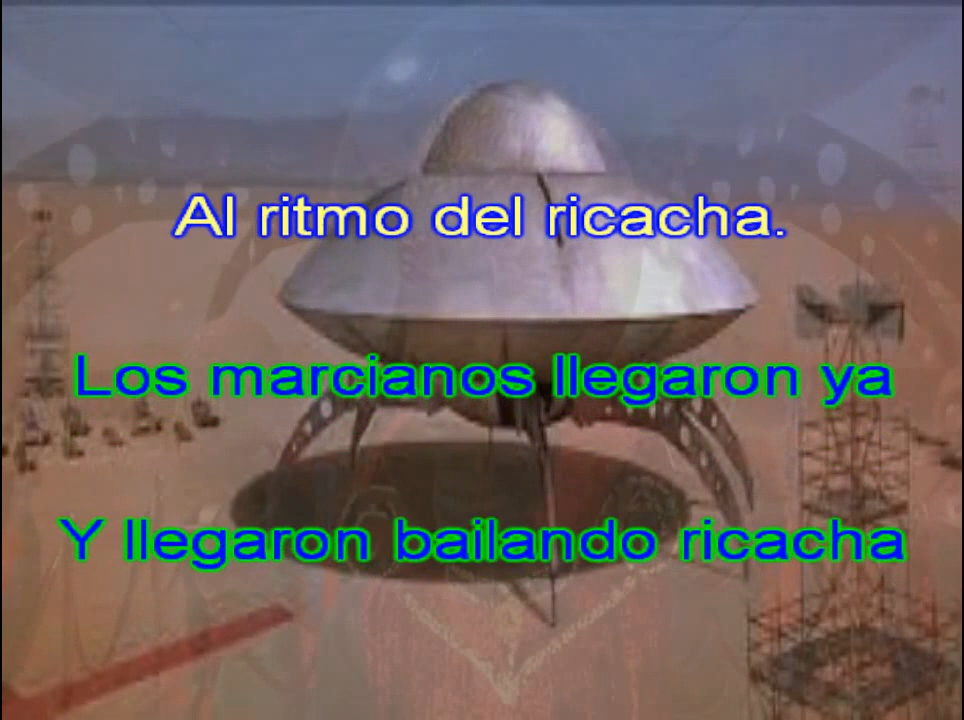 Al ritmo del ricacha.
Los marcianos llegaron ya
Y llegaron bailando ricacha